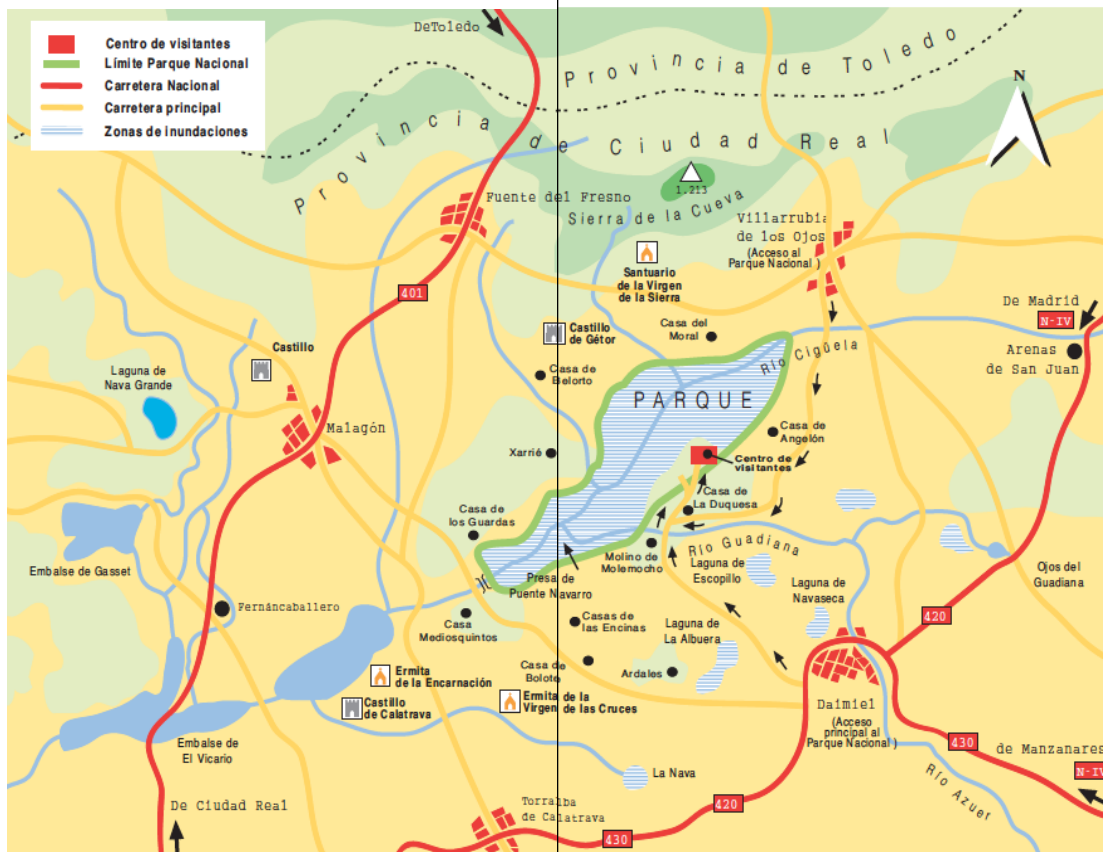 Centro de visitantes
Límite Parque Nacional
Carretera Nacional
Carretera principal
Zonas de inundaciones
DeToledo
Provincia de Toledo
Provincia de Ciudad Real
N
1.213
Sierra de la Cueva
Fuente del Fresno
Villarrubia
de los Ojos
(Acceso al
Parque Nacional )
Santuario
de la Virgen
de la Sierra
401
De Madrid
N-IV
Arenas
de San Juan
Castillo
de Gétor
Casa del
Moral
Río Cigüela
Castillo
Laguna de
Nava Grande
Casa de
Belorto
PARQUE
Malagón
Casa de
Angelón
Xarrié
Centro de
visitantes
Casa de
La Duquesa
Casa de
los Guardas
Río Guadiana
Molino de
Molemocho
Laguna de
Escopillo
Embalse de Gasset
Presa de
Puente Navarro
Laguna de
Navaseca
Ojos del
Guadiana
Fernáncaballero
Casa
Mediosquintos
Casas de
las Encinas
Laguna de
La Albuera
420
Ermita
de la Encarnación
Casa de
Boloto
Ardales
Castillo
de Calatrava
Ermita de la
Virgen de las Cruces
Daimiel
(Acceso
principal al
Parque Nacional )
430
de Manzanares
N-IV
Embalse de
El Vicario
La Nava
Río Azuer
De Ciudad Real
Torralba
de Calatrava
420
430